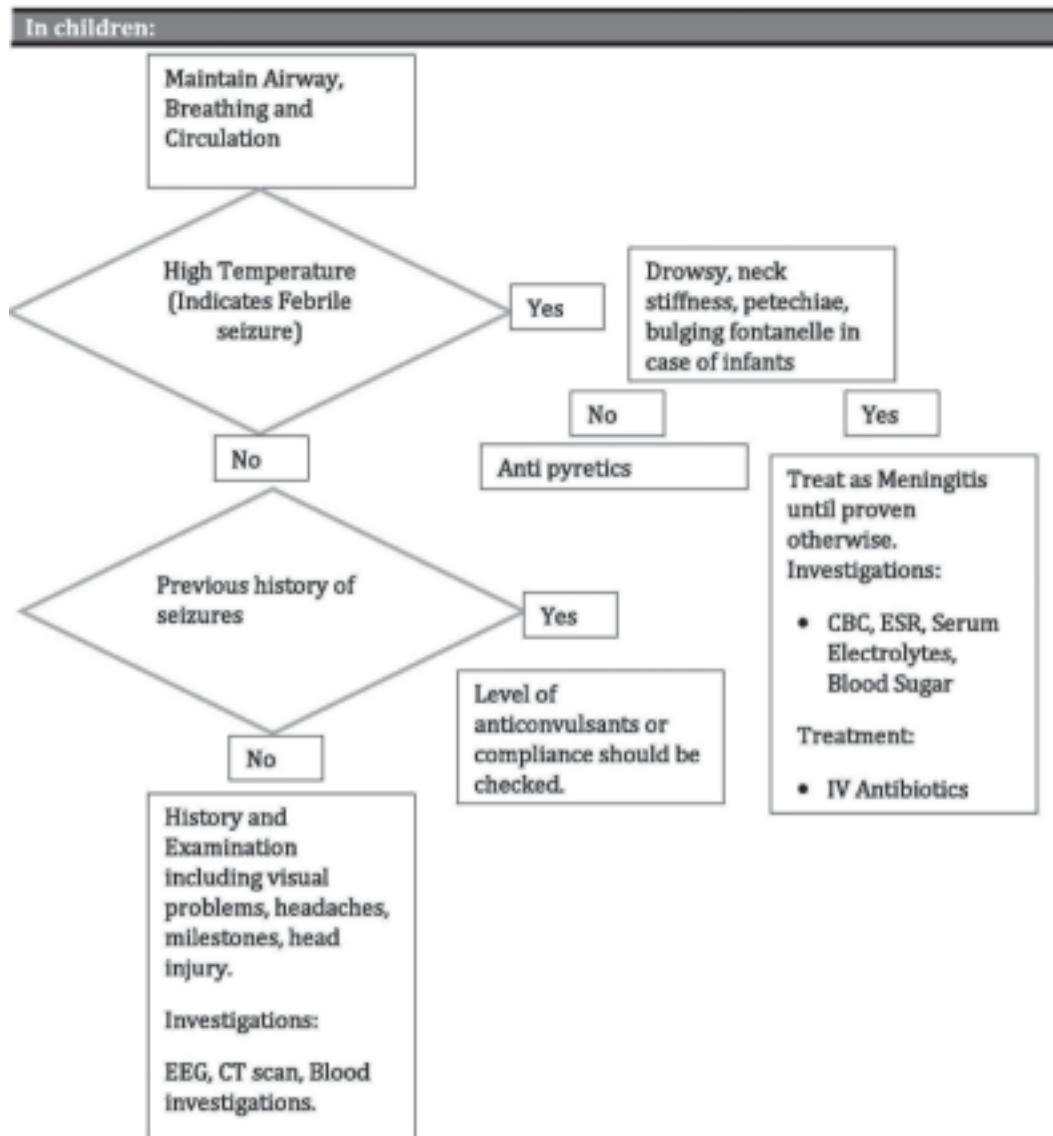 In children:
Maintain Airway,
Breathing and
Circulation
High Temperature
(Indicates Febrile
seizure)
Yes
Drowsy, neck
stiffness, petechiae,
bulging fontanelle in
case of infants
No
Anti pyretics
Yes
Treat as Meningitis
until proven
otherwise.
Investigations:
• CBC, ESR, Serum
Electrolytes,
Blood Sugar
Treatment:
• IV Antibiotics
No
Previous history of
seizures
Yes
Level of
anticonvulsants or
compliance should be
checked.
No
History and
Examination
including visual
problems, headaches,
milestones, head
injury.
Investigations:
EEG, CT scan, Blood
investigations.